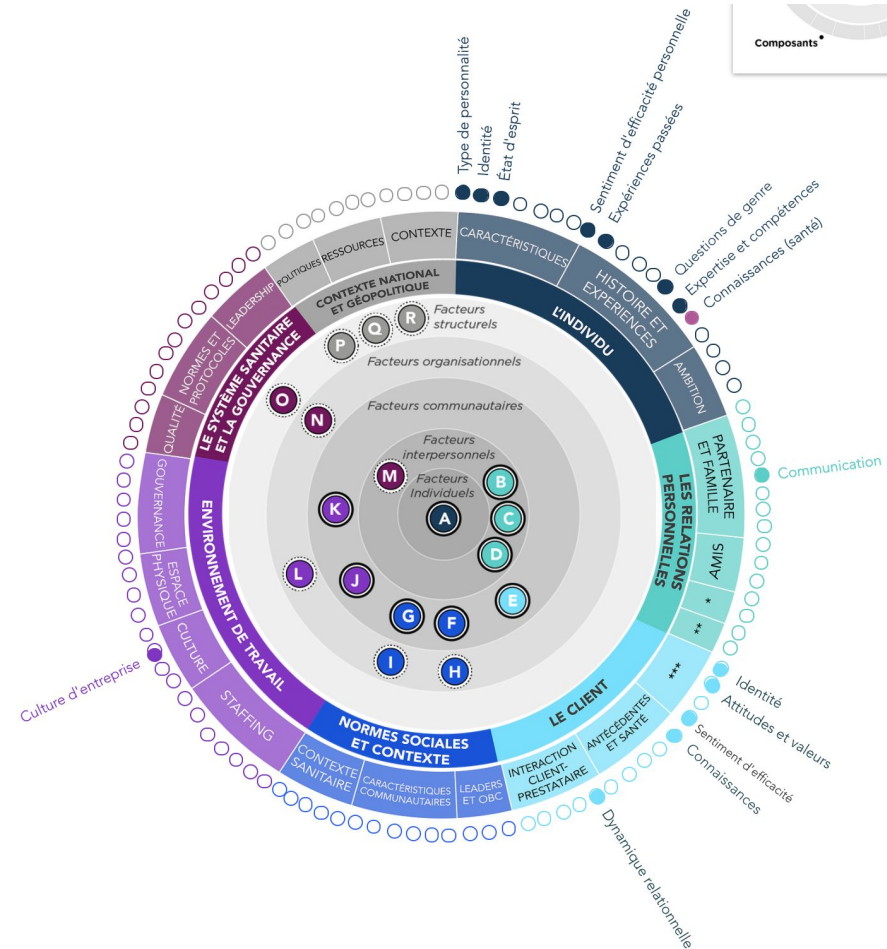 Composants
Type de personnalité
Identité
État d'esprit
Sentiment d'efficacité personnelle
Expériences passées
Questions de genre
Expertise et compétences
Connaissances (santé)
Communication
Identité
Attitudes et valeurs
Sentiment d'efficacité
Connaissances
Dynamique relationnelle
Culture d'entreprise
CARACTÉRISTIQUES
HISTOIRE ET
EXPERIENCES
AMBITION
L'INDIVIDU
PARTENAIRE
ET FAMILLE
AMIS
*
**
LES RELATIONS
PERSONNELLES
***
ANTÉCÉDENTES
ET SANTÉ
INTERACTION
CLIENT-
PRESTATAIRE
LE CLIENT
LEADERS
ET OBC
CARACTÉRISTIQUES
COMMUNAUTAIRES
CONTEXTE
SANITAIRE
NORMES SOCIALES
ET CONTEXTE
STAFFING
CULTURE
ESPACE
PHYSIQUE
GOUVERNANCE
ENVIRONNEMENT DE TRAVAIL
QUALITÉ
NORMES ET
PROTOCOLES
LEADERSHIP
LE SYSTÈME SANITAIRE
ET LA GOUVERNANCE
POLITIQUES
RESSOURCES
CONTEXTE
CONTEXTE NATIONAL
ET GÉOPOLITIQUE
Facteurs
structurels
Facteurs organisationnels
Facteurs communautaires
Facteurs
interpersonnels
Facteurs
Individuels
R
Q
P
O
N
M
B
A
C
K
D
L
J
E
G
F
I
H